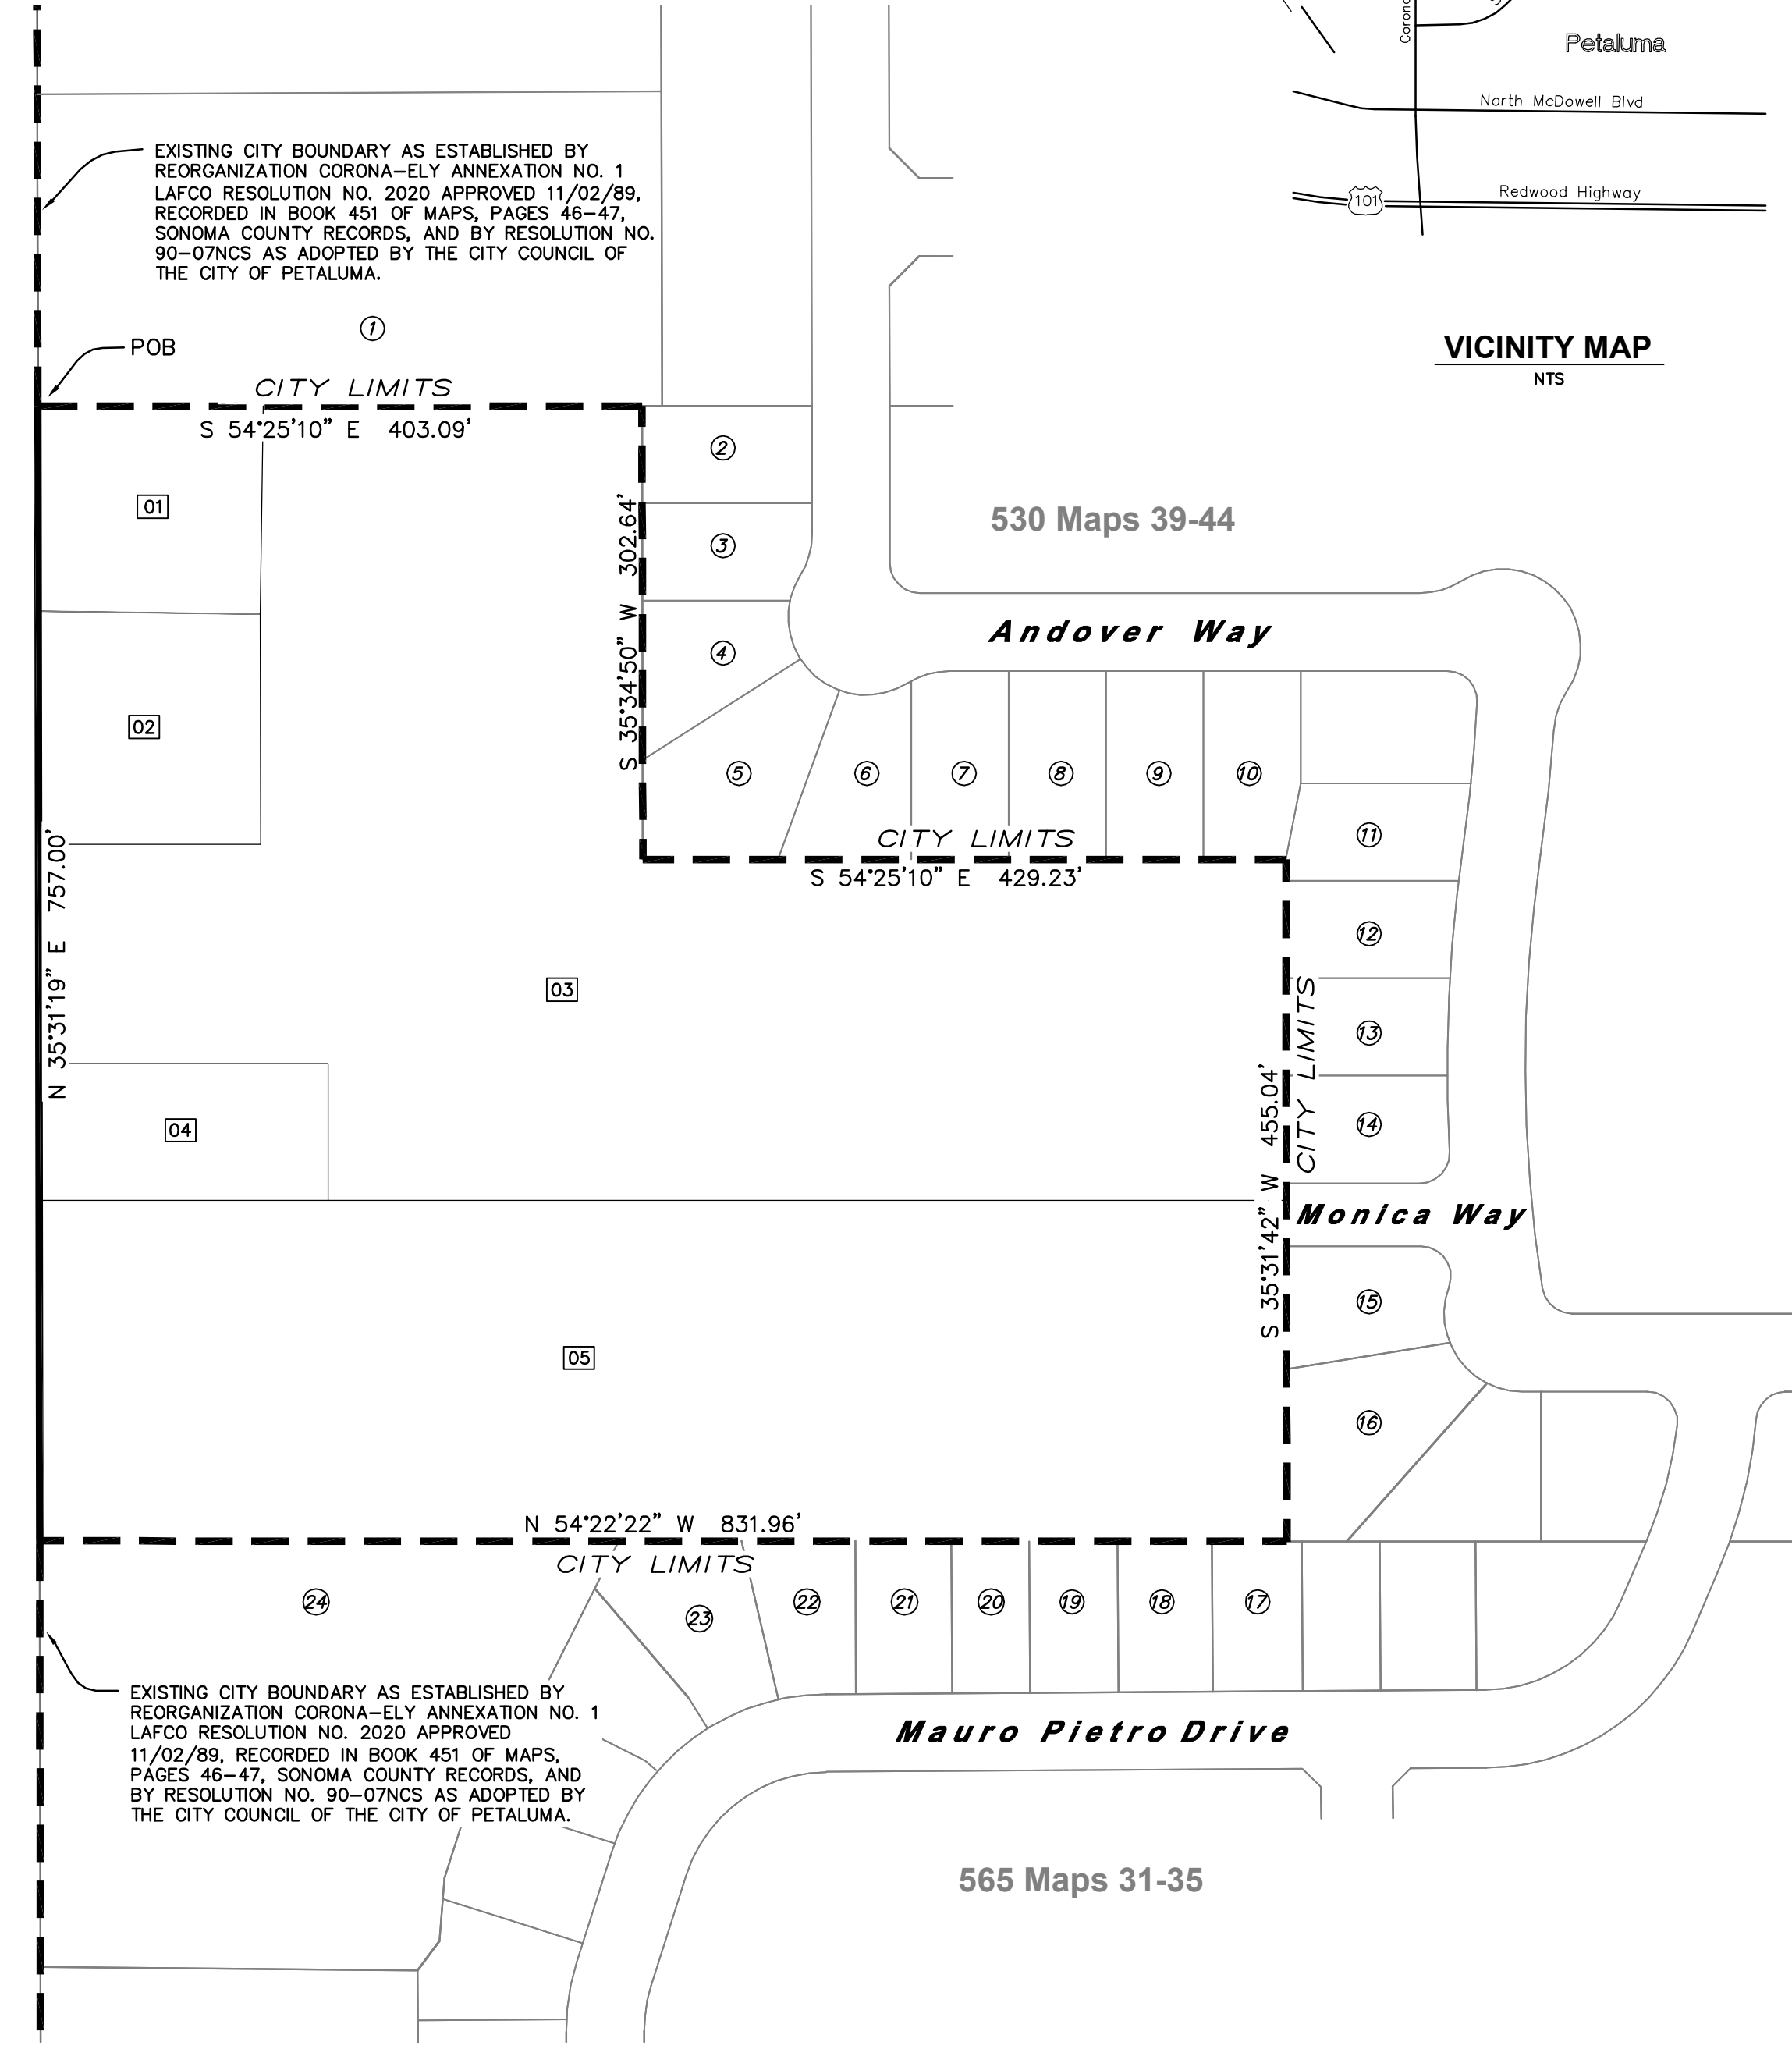 Petaluma
North McDowell Blvd
Redwood Highway
101
VICINITY MAP
NTS
EXISTING CITY BOUNDARY AS ESTABLISHED BY
REORGANIZATION CORONA–ELY ANNEXATION NO. 1
LAFCO RESOLUTION NO. 2020 APPROVED 11/02/89,
RECORDED IN BOOK 451 OF MAPS, PAGES 46–47,
SONOMA COUNTY RECORDS, AND BY RESOLUTION NO.
90–07NCS AS ADOPTED BY THE CITY COUNCIL OF
THE CITY OF PETALUMA.
1
POB
CITY LIMITS
S 54°25'10" E 403.09'
01
02
S 35°34'50" W 302.64'
2
3
4
530 Maps 39-44
Andover Way
5
6
7
8
9
10
CITY LIMITS
S 54°25'10" E 429.23'
11
12
13
14
N 35°31'19" E 757.00'
03
04
CITY LIMITS
S 35°31'42" W 455.04'
Monica Way
15
16
05
N 54°22'22" W 831.96'
CITY LIMITS
24
23
22
21
20
19
18
17
EXISTING CITY BOUNDARY AS ESTABLISHED BY
REORGANIZATION CORONA–ELY ANNEXATION NO. 1
LAFCO RESOLUTION NO. 2020 APPROVED
11/02/89, RECORDED IN BOOK 451 OF MAPS,
PAGES 46–47, SONOMA COUNTY RECORDS, AND
BY RESOLUTION NO. 90–07NCS AS ADOPTED BY
THE CITY COUNCIL OF THE CITY OF PETALUMA.
Mauro Pietro Drive
565 Maps 31-35